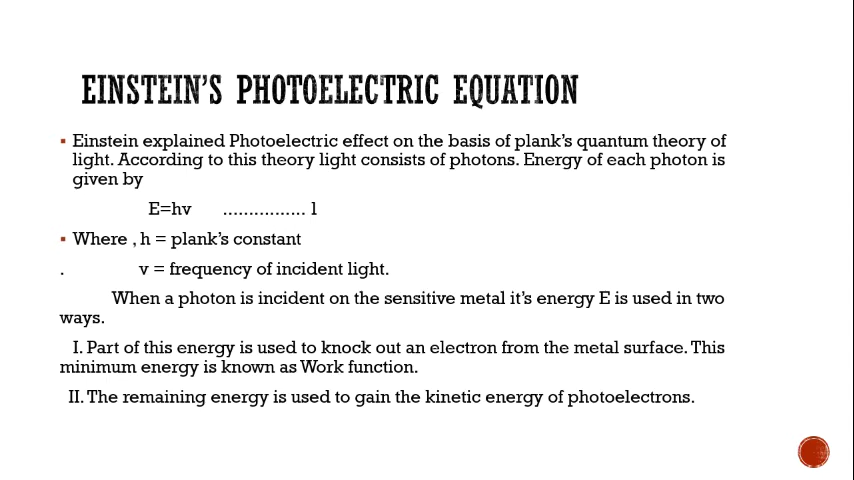 EINSTEIN'S PHOTOELECTRIC EQUATION
▪ Einstein explained Photoelectric effect on the basis of plank's quantum theory of
light. According to this theory light consists of photons. Energy of each photon is
given by
E=hv ................ 1
▪ Where , h = plank's constant
. v = frequency of incident light.
When a photon is incident on the sensitive metal it's energy E is used in two
ways.
I. Part of this energy is used to knock out an electron from the metal surface. This
minimum energy is known as Work function.
II. The remaining energy is used to gain the kinetic energy of photoelectrons.